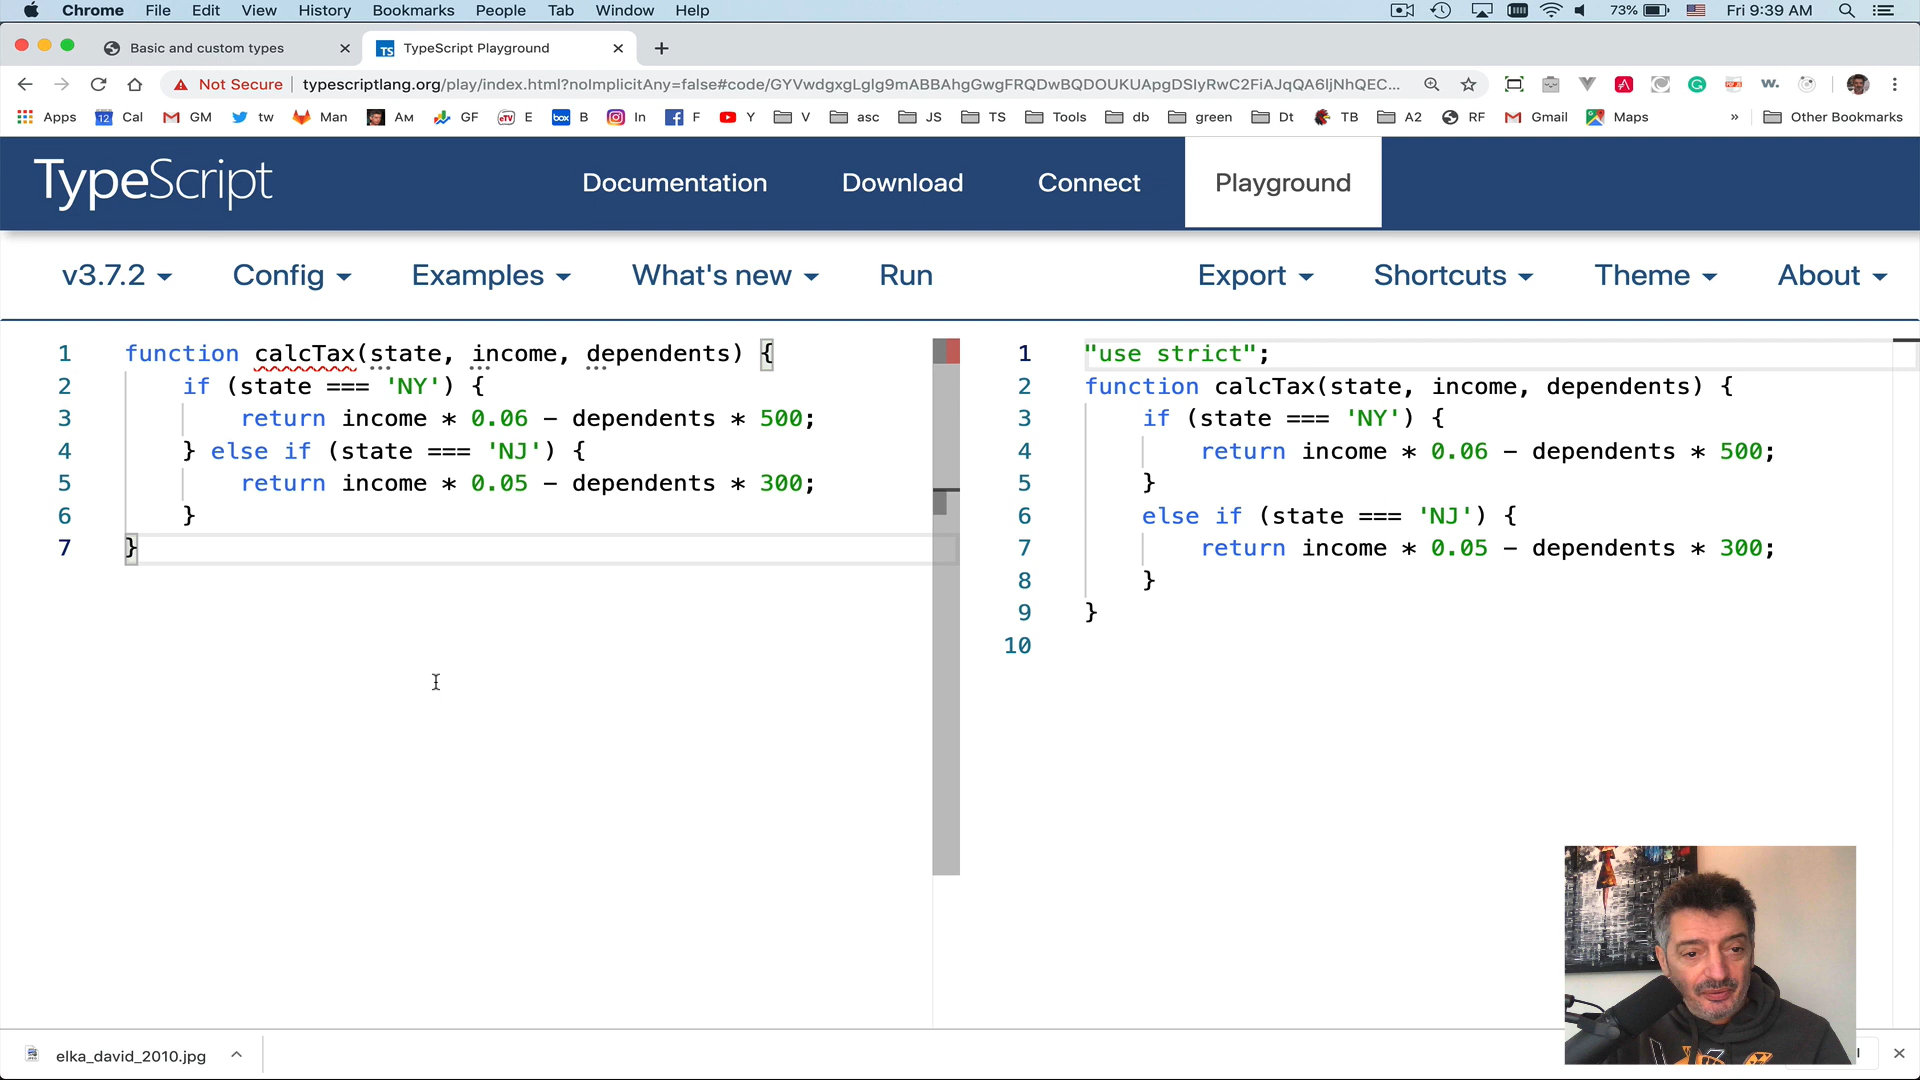 Chrome File Edit View History Bookmarks People Tab Window Help 73% Fri 9:39 AM
Basic and custom types TS TypeScript Playground
Not Secure typescriptlang.org/play/index.html?noImplicitAny=false#code/GYVwdgxgLglg9mABBAhgGwgFRQDwBQDOUKUApgDSIyRwC2FiAJqQA6IjNhQEC...
Apps 12 Cal GM tw Man Ам GF eTV E box B In F Y V asc JS TS Tools db green Dt TB A2 RF Gmail Maps » Other Bookmarks
TypeScript Documentation Download Connect Playground
v3.7.2 Config Examples What's new Run Export Shortcuts Theme About
1 function calcTax(state, income, dependents) {
2 if (state === 'NY') {
3 return income * 0.06 - dependents * 500;
4 } else if (state === 'NJ') {
5 return income * 0.05 - dependents * 300;
6 }
7 }
1 "use strict";
2 function calcTax(state, income, dependents) {
3 if (state === 'NY') {
4 return income * 0.06 - dependents * 500;
5 }
6 else if (state === 'NJ') {
7 return income * 0.05 - dependents * 300;
8 }
9 }
10
elka_david_2010.jpg